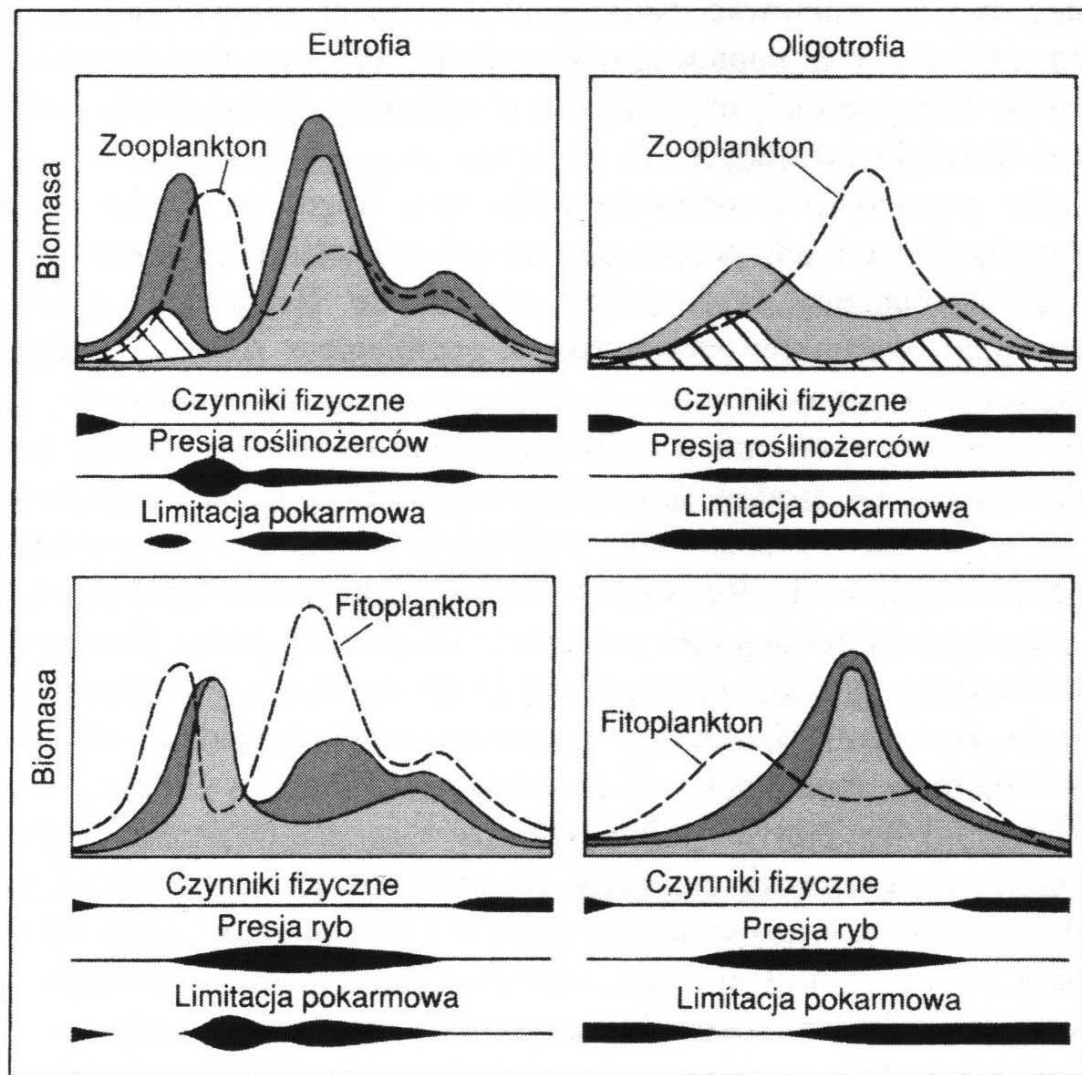 Eutrofia
Oligotrofia
Biomasa
Zooplankton
Zooplankton
Czynniki fizyczne
Czynniki fizyczne
Presja roślinożerców
Presja roślinożerców
Limitacja pokarmowa
Limitacja pokarmowa
Biomasa
Fitoplankton
Fitoplankton
Czynniki fizyczne
Czynniki fizyczne
Presja ryb
Presja ryb
Limitacja pokarmowa
Limitacja pokarmowa